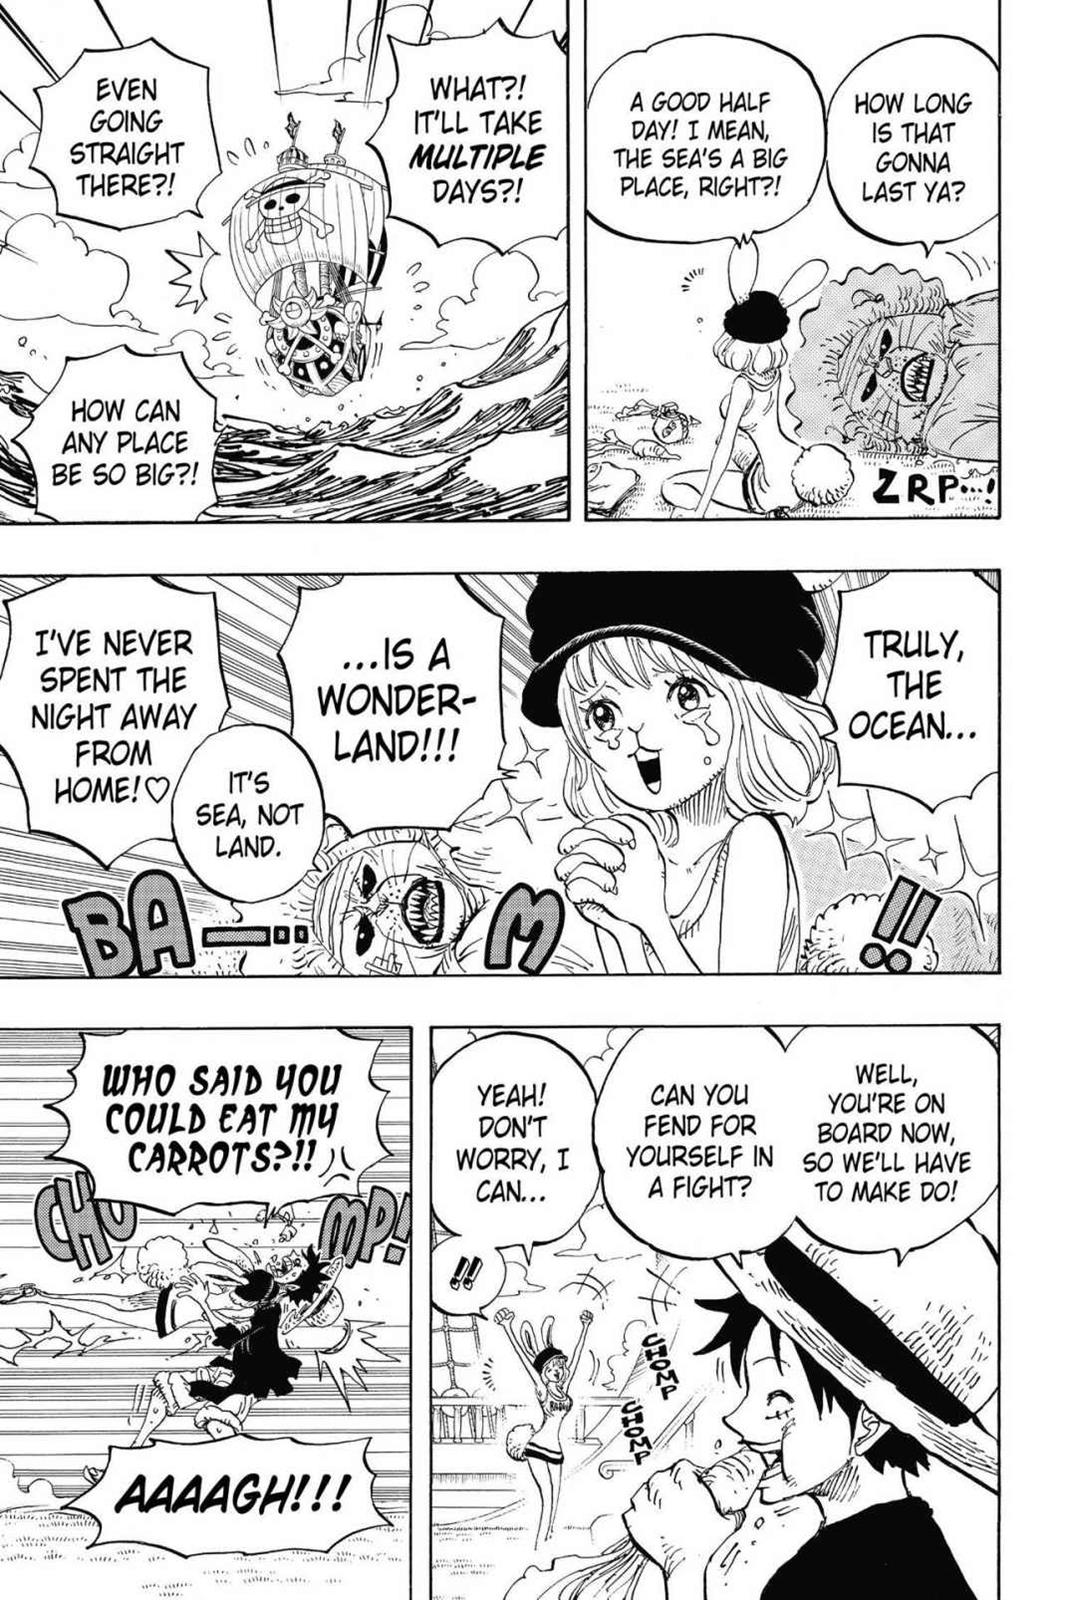 HOW LONG
IS THAT
GONNA
LAST YA?
A GOOD HALF
DAY! I MEAN,
THE SEA'S A BIG
PLACE, RIGHT?!
ZRP...!
WHAT?!
IT'LL TAKE
MULTIPLE
DAYS?!
EVEN
GOING
STRAIGHT
THERE?!
HOW CAN
ANY PLACE
BE SO BIG?!
TRULY,
THE
OCEAN...
...IS A
WONDER-
LAND!!!
IT'S
SEA, NOT
LAND.
I'VE NEVER
SPENT THE
NIGHT AWAY
FROM
HOME!♡
BA—··M
!!
WELL,
YOU'RE ON
BOARD NOW,
SO WE'LL HAVE
TO MAKE DO!
CAN YOU
FEND FOR
YOURSELF IN
A FIGHT?
YEAH!
DON'T
WORRY, I
CAN...
!!
CHOMP
CHOMP
WHO SAID YOU
COULD EAT MY
CARROTS?!!
CHOMP!
AAAAGH!!!